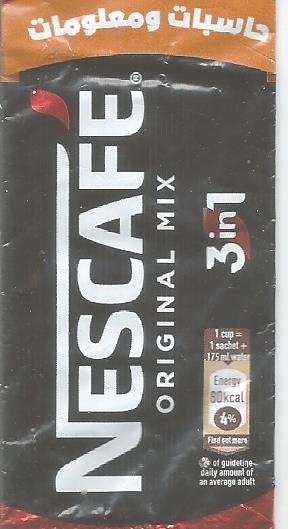 حاسبات ومعلومات
NESCAFÉ®
ORIGINAL MIX
3in1
1 cup =
1 sachet +
175 ml water
Energy
80kcal
4%
Find out more
% of guideline
daily amount of
an average adult